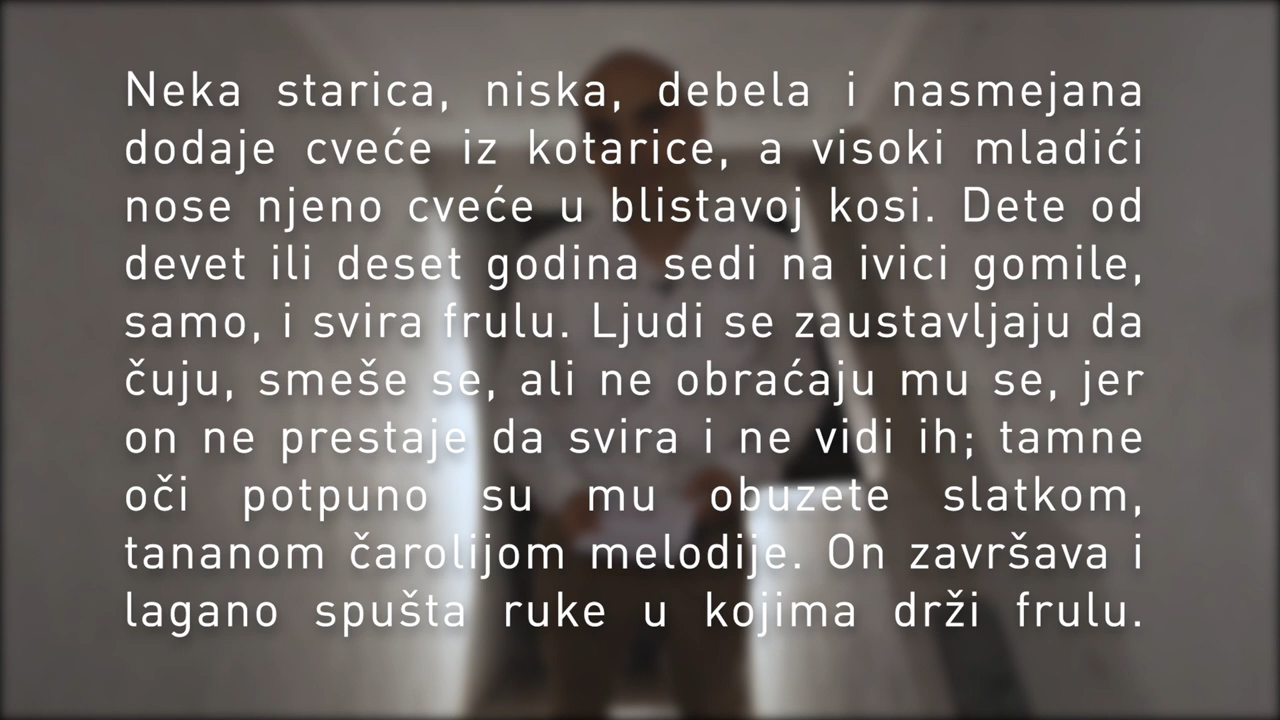 Neka starica, niska, debela i nasmejana
dodaje cveće iz kotarice, a visoki mladići
nose njeno cveće u blistavoj kosi. Dete od
devet ili deset godina sedi na ivici gomile,
samo, i svira frulu. Ljudi se zaustavljaju da
čuju, smeše se, ali ne obraćaju mu se, jer
on ne prestaje da svira i ne vidi ih; tamne
oči potpuno su mu obuzete slatkom,
tananom čarolijom melodije. On završava i
lagano spušta ruke u kojima drži frulu.